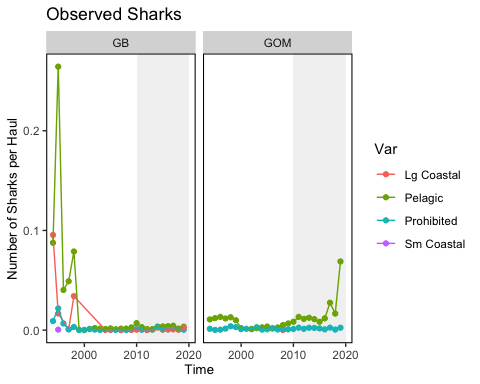 Observed Sharks
GB
GOM
Number of Sharks per Haul
0.2
0.1
0.0
2000
2010
2020
2000
2010
2020
Time
Var
Lg Coastal
Pelagic
Prohibited
Sm Coastal